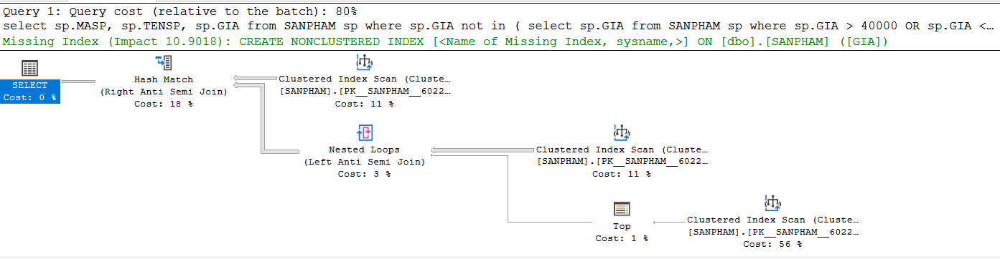 Query 1: Query cost (relative to the batch): 80%
select sp.MASP, sp.TENSP, sp.GIA from SANPHAM sp where sp.GIA not in ( select sp.GIA from SANPHAM sp where sp.GIA > 40000 OR sp.GIA <…
Missing Index (Impact 10.9018): CREATE NONCLUSTERED INDEX [<Name of Missing Index, sysname,>] ON [dbo].[SANPHAM] ([GIA])
SELECT
Cost: 0 %
Hash Match
(Right Anti Semi Join)
Cost: 18 %
Clustered Index Scan (Cluste…
[SANPHAM].[PK__SANPHAM__6022…
Cost: 11 %
Nested Loops
(Left Anti Semi Join)
Cost: 3 %
Clustered Index Scan (Cluste…
[SANPHAM].[PK__SANPHAM__6022…
Cost: 11 %
Top
Cost: 1 %
Clustered Index Scan (Cluste…
[SANPHAM].[PK__SANPHAM__6022…
Cost: 56 %